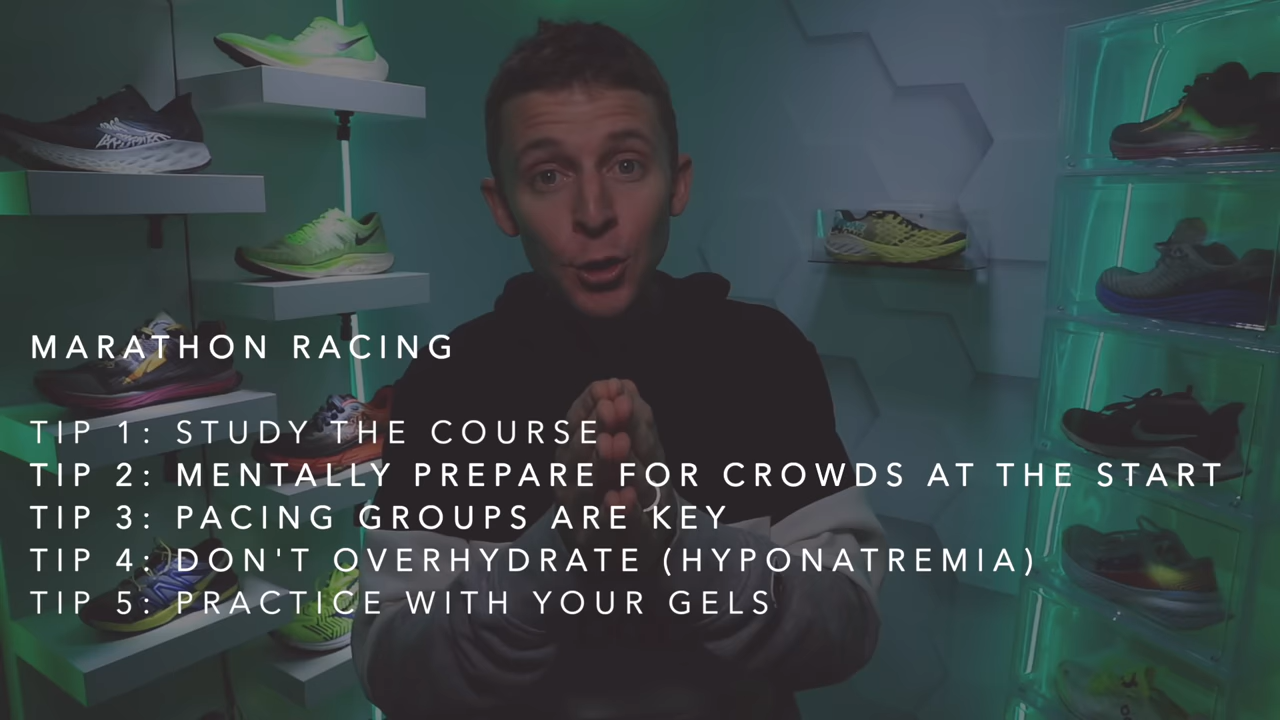 MARATHON RACING
TIP 1: STUDY THE COURSE
TIP 2: MENTALLY PREPARE FOR CROWDS AT THE START
TIP 3: PACING GROUPS ARE KEY
TIP 4: DON'T OVERHYDRATE (HYPONATREMIA)
TIP 5: PRACTICE WITH YOUR GELS